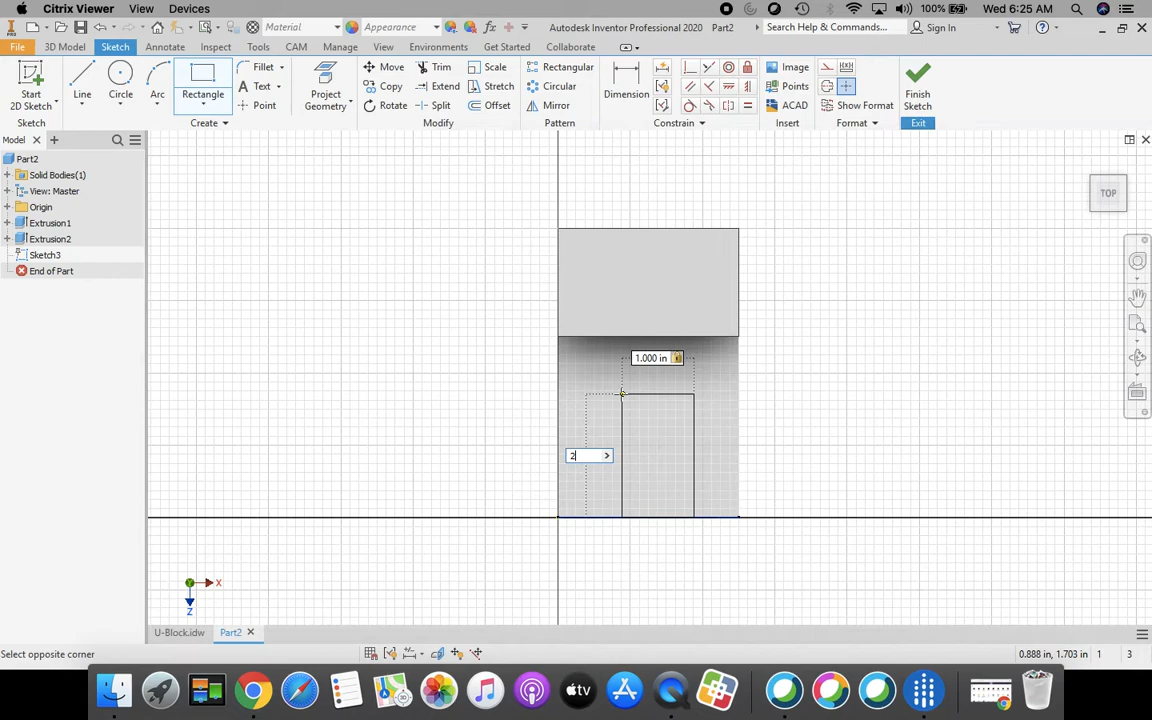 Citrix Viewer View Devices 100% Wed 6:25 AM
Material Appearance fx Autodesk Inventor Professional 2020 Part2 Search Help & Commands... Sign In
File 3D Model Sketch Annotate Inspect Tools CAM Manage View Environments Get Started Collaborate
Start 2D Sketch Line Circle Arc Rectangle Fillet Text Point Project Geometry Move Copy Rotate Trim Extend Split Scale Stretch Offset Rectangular Circular Mirror Dimension Image Points ACAD Show Format Finish Sketch
Sketch Create Modify Pattern Constrain Insert Format Exit
Model
Part2
Solid Bodies(1)
View: Master
Origin
Extrusion1
Extrusion2
Sketch3
End of Part
TOP
1.000 in
2
X
Z
U-Block.idw Part2
Select opposite corner 0.888 in, 1.703 in 1 3